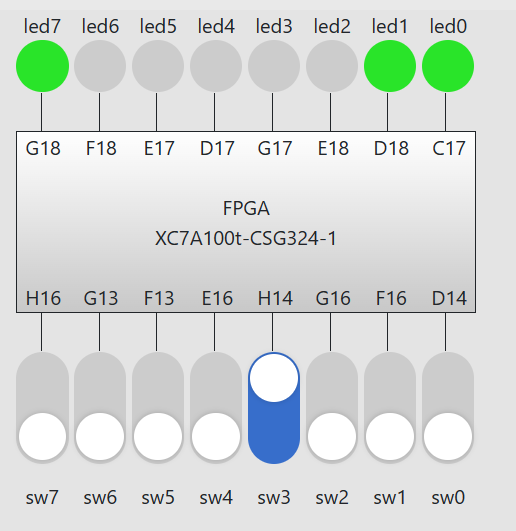 led7 led6 led5 led4 led3 led2 led1 led0
G18 F18 E17 D17 G17 E18 D18 C17
FPGA
XC7A100t-CSG324-1
H16 G13 F13 E16 H14 G16 F16 D14
sw7 sw6 sw5 sw4 sw3 sw2 sw1 sw0